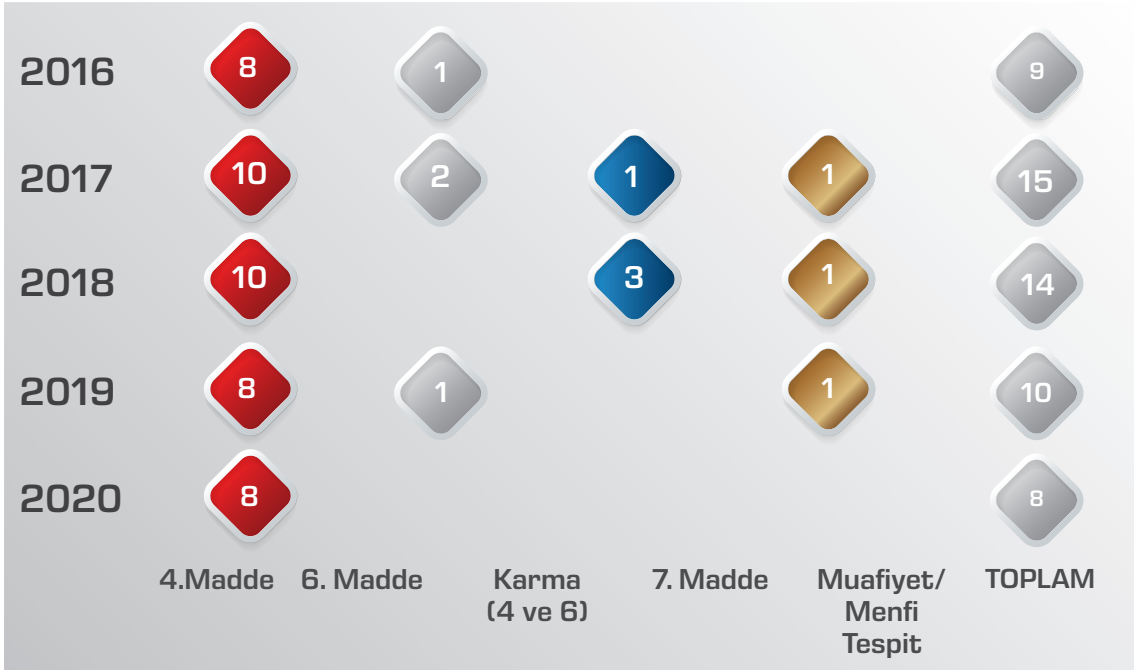 2016 8 1 9
2017 10 2 1 1 15
2018 10 3 1 14
2019 8 1 1 10
2020 8 8
4.Madde 6. Madde Karma 7. Madde Muafiyet/ TOPLAM
(4 ve 6) Menfi
Tespit